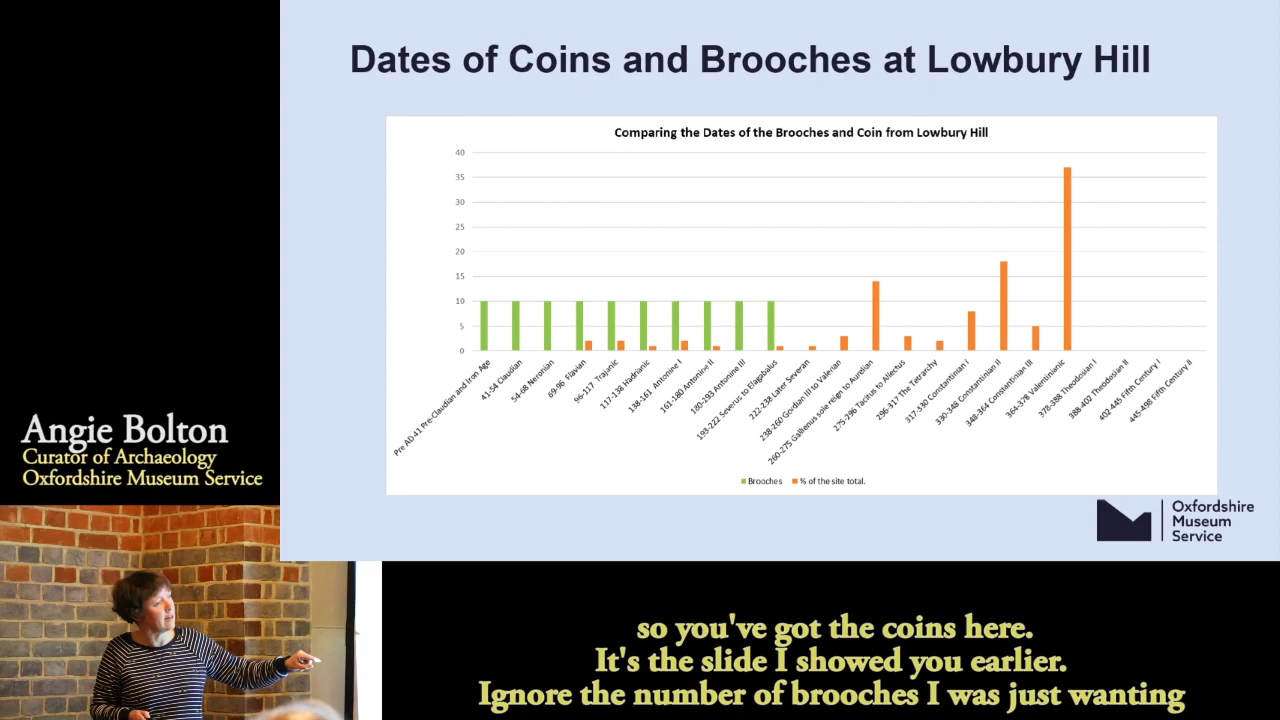 Dates of Coins and Brooches at Lowbury Hill
Comparing the Dates of the Brooches and Coin from Lowbury Hill
40
35
30
25
20
15
10
5
0
Pre AD41 Pre-Claudian and Iron Age
41-54 Claudian
54-68 Neronian
69-96 Flavian
96-117 Trajanic
117-138 Hadrianic
138-161 Antonine I
161-180 Antonine II
180-193 Antonine III
193-222 Severus to Elagabalus
222-238 Later Severan
238-260 Gordian III to Valerian
260-275 Gallienus sole reign to Aurelian
275-296 Tacitus to Allectus
296-317 The Tetrarchy
317-330 Constantinian I
330-348 Constantinian II
348-364 Constantinian III
364-378 Valentinianic
378-388 Theodosian I
388-402 Theodosian II
402-445 Fifth Century I
445-498 Fifth Century II
Brooches
% of the site total.
Oxfordshire
Museum
Service
Angie Bolton
Curator of Archaeology
Oxfordshire Museum Service
so you've got the coins here.
It's the slide I showed you earlier.
Ignore the number of brooches I was just wanting